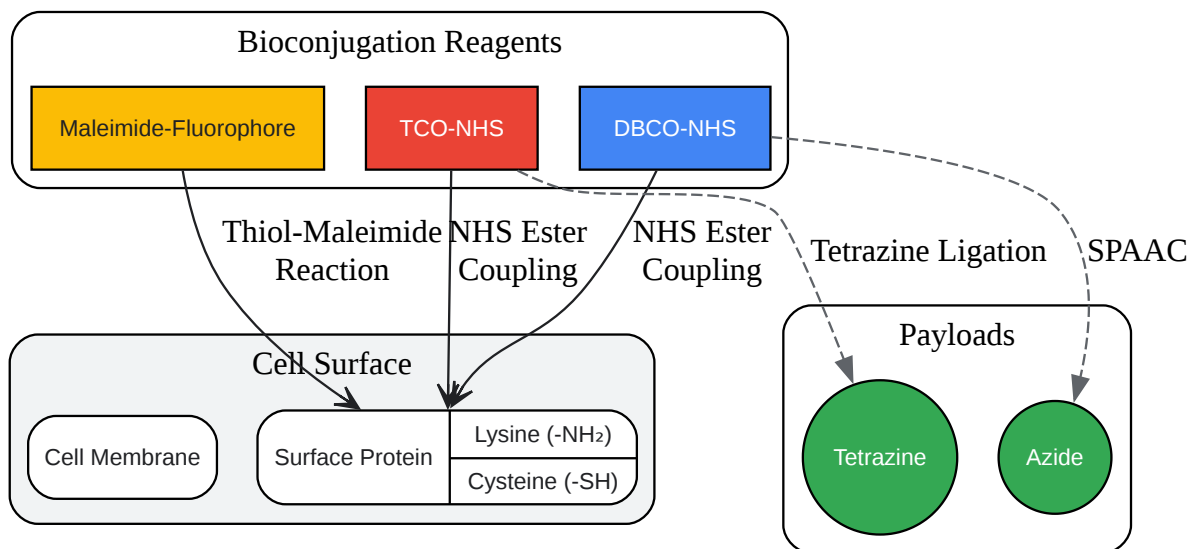 Bioconjugation Reagents
Maleimide-Fluorophore
TCO-NHS
DBCO-NHS
Thiol-Maleimide
Reaction
NHS Ester
Coupling
NHS Ester
Coupling
Tetrazine Ligation
SPAAC
Cell Surface
Cell Membrane
Surface Protein
Lysine (-NH₂)
Cysteine (-SH)
Payloads
Tetrazine
Azide